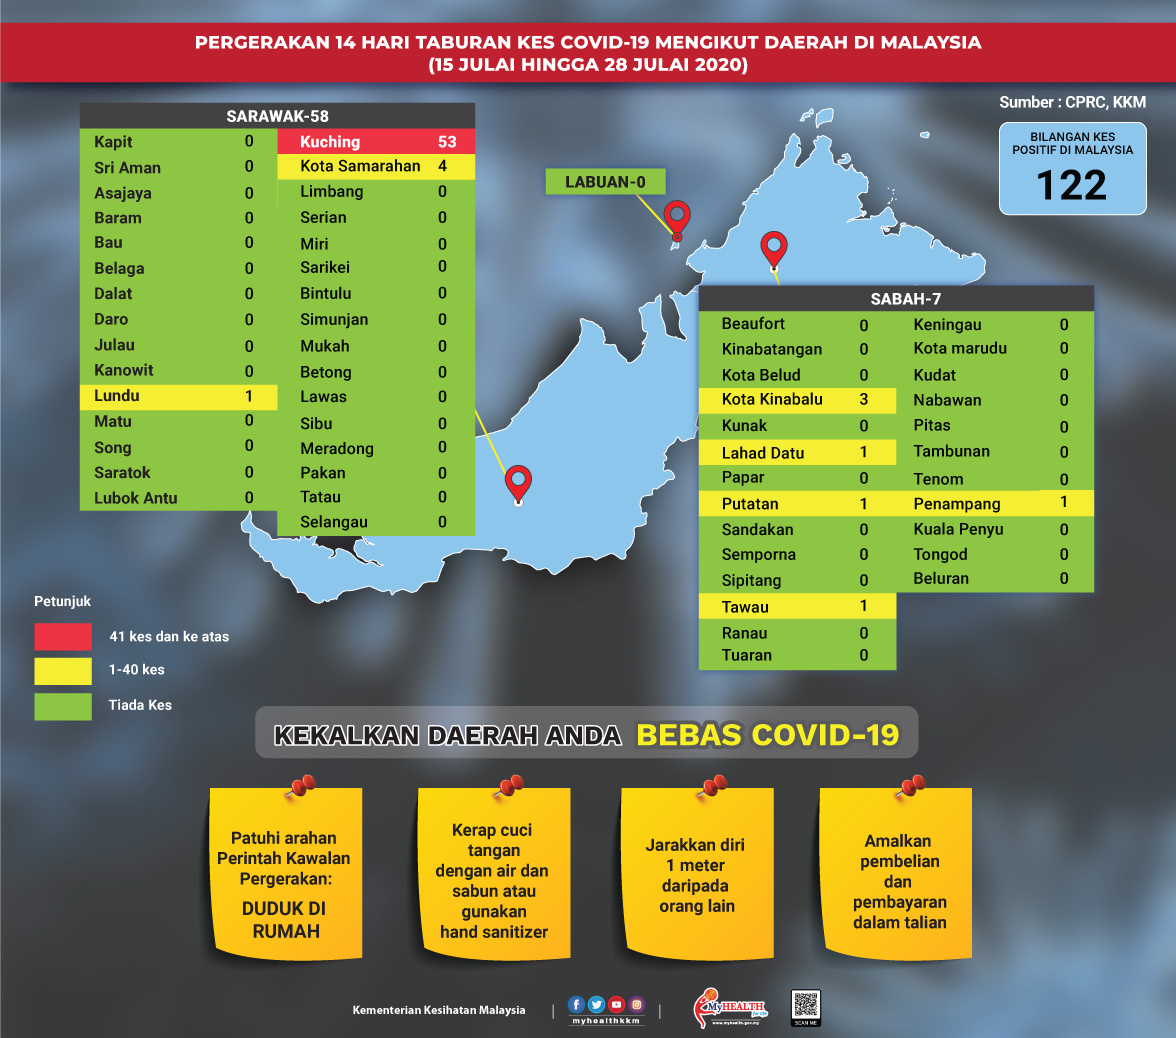 PERGERAKAN 14 HARI TABURAN KES COVID-19 MENGIKUT DAERAH DI MALAYSIA
(15 JULAI HINGGA 28 JULAI 2020)
Sumber : CPRC, KKM
BILANGAN KES
POSITIF DI MALAYSIA
122
SARAWAK-58
Kapit 0 Kuching 53
Sri Aman 0 Kota Samarahan 4
Asajaya 0 Limbang 0
Baram 0 Serian 0
Bau 0 Miri 0
Belaga 0 Sarikei 0
Dalat 0 Bintulu 0
Daro 0 Simunjan 0
Julau 0 Mukah 0
Kanowit 0 Betong 0
Lundu 1 Lawas 0
Matu 0 Sibu 0
Song 0 Meradong 0
Saratok 0 Pakan 0
Lubok Antu 0 Tatau 0
Selangau 0
LABUAN-0
SABAH-7
Beaufort 0 Keningau 0
Kinabatangan 0 Kota marudu 0
Kota Belud 0 Kudat 0
Kota Kinabalu 3 Nabawan 0
Kunak 0 Pitas 0
Lahad Datu 1 Tambunan 0
Papar 0 Tenom 0
Putatan 1 Penampang 1
Sandakan 0 Kuala Penyu 0
Semporna 0 Tongod 0
Sipitang 0 Beluran 0
Tawau 1
Ranau 0
Tuaran 0
Petunjuk
41 kes dan ke atas
1-40 kes
Tiada Kes
KEKALKAN DAERAH ANDA BEBAS COVID-19
Patuhi arahan
Perintah Kawalan
Pergerakan:
DUDUK DI
RUMAH
Kerap cuci
tangan
dengan air dan
sabun atau
gunakan
hand sanitizer
Jarakkan diri
1 meter
daripada
orang lain
Amalkan
pembelian
dan
pembayaran
dalam talian
Kementerian Kesihatan Malaysia
myhealthkkm
MyHEALTH
for life
www.myhealth.gov.my
SCAN ME